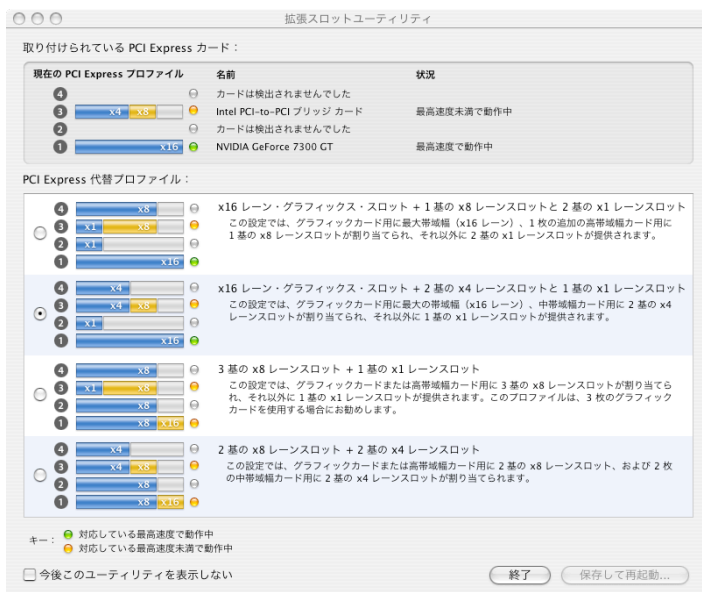 拡張スロットユーティリティ
取り付けられている PCI Express カード：
現在の PCI Express プロファイル 名前 状況
4 カードは検出されませんでした
3 x4 x8 Intel PCI-to-PCI ブリッジ カード 最高速度未満で動作中
2 カードは検出されませんでした
1 x16 NVIDIA GeForce 7300 GT 最高速度で動作中
PCI Express 代替プロファイル：
4 x8
3 x1 x8
2 x1
1 x16
x16 レーン・グラフィックス・スロット + 1 基の x8 レーンスロットと 2 基の x1 レーンスロット
この設定では、グラフィックカード用に最大帯域幅（x16 レーン）、1 枚の追加の高帯域幅カード用に
1 基の x8 レーンスロットが割り当てられ、それ以外に 2 基の x1 レーンスロットが提供されます。
4 x4
3 x4 x8
2 x1
1 x16
x16 レーン・グラフィックス・スロット + 2 基の x4 レーンスロットと 1 基の x1 レーンスロット
この設定では、グラフィックカード用に最大の帯域幅（x16 レーン）、中帯域幅カード用に 2 基の x4
レーンスロットが割り当てられ、それ以外に 1 基の x1 レーンスロットが提供されます。
4 x8
3 x1 x8
2 x8
1 x8 x16
3 基の x8 レーンスロット + 1 基の x1 レーンスロット
この設定では、グラフィックカードまたは高帯域幅カード用に 3 基の x8 レーンスロットが割り当てら
れ、それ以外に 1 基の x1 レーンスロットが提供されます。このプロファイルは、3 枚のグラフィック
カードを使用する場合にお勧めします。
4 x4
3 x4 x8
2 x8
1 x8 x16
2 基の x8 レーンスロット + 2 基の x4 レーンスロット
この設定では、グラフィックカードまたは高帯域幅カード用に 2 基の x8 レーンスロット、および 2 枚
の中帯域幅カード用に 2 基の x4 レーンスロットが割り当てられます。
キー：
対応している最高速度で動作中
対応している最高速度未満で動作中
今後このユーティリティを表示しない
終了
保存して再起動...